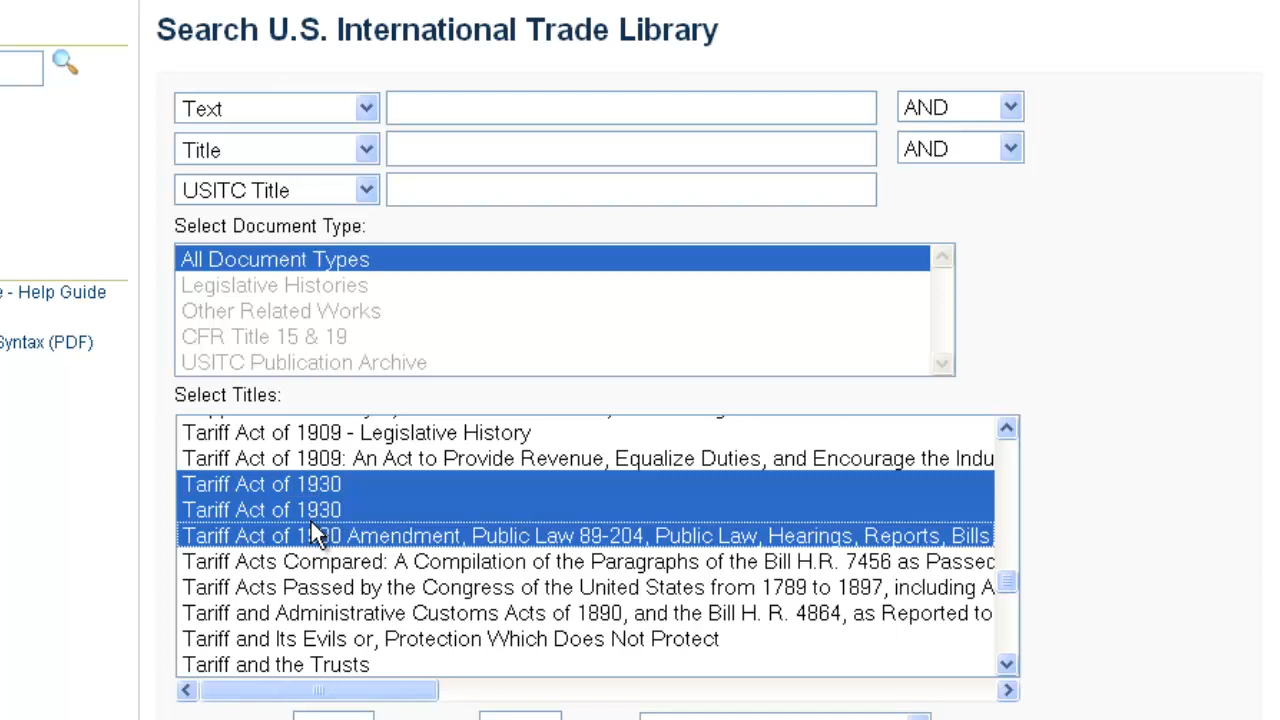 Search U.S. International Trade Library
Text
AND
Title
AND
USITC Title
Select Document Type:
All Document Types
Legislative Histories
Other Related Works
e - Help Guide
CFR Title 15 & 19
Syntax (PDF)
USITC Publication Archive
Select Titles:
Tariff Act of 1909 - Legislative History
Tariff Act of 1909: An Act to Provide Revenue, Equalize Duties, and Encourage the Indu
Tariff Act of 1930
Tariff Act of 1930
Tariff Act of 1930 Amendment, Public Law 89-204, Public Law, Hearings, Reports, Bills
Tariff Acts Compared: A Compilation of the Paragraphs of the Bill H.R. 7456 as Passed
Tariff Acts Passed by the Congress of the United States from 1789 to 1897, including A
Tariff and Administrative Customs Acts of 1890, and the Bill H. R. 4864, as Reported to
Tariff and Its Evils or, Protection Which Does Not Protect
Tariff and the Trusts